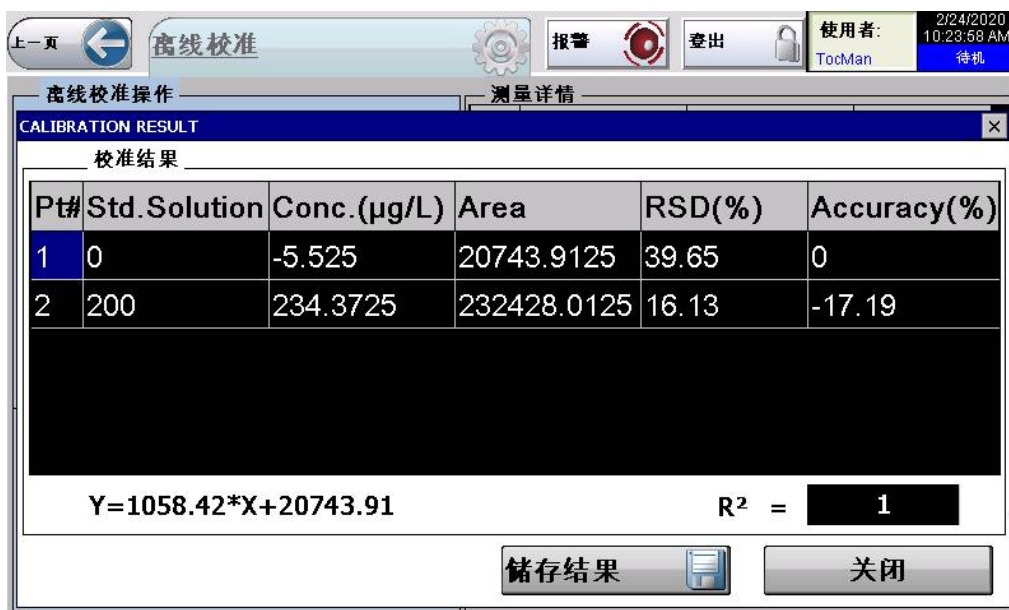 上一页 离线校准 报警 登出 使用者: 2/24/2020
TocMan 10:23:58 AM
待机
离线校准操作 测量详情
CALIBRATION RESULT
校准结果
Pt# Std.Solution Conc.(µg/L) Area RSD(%) Accuracy(%)
1 0 -5.525 20743.9125 39.65 0
2 200 234.3725 232428.0125 16.13 -17.19
Y=1058.42*X+20743.91 R² = 1
储存结果 关闭